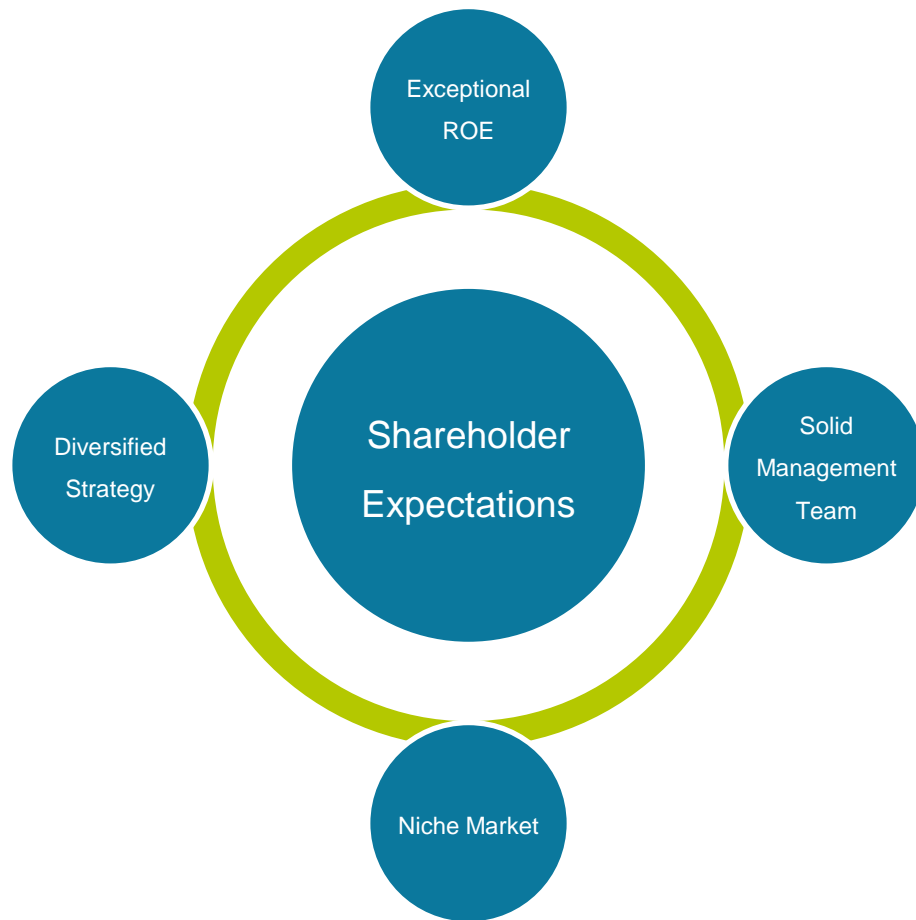 Exceptional
ROE
Diversified
Strategy
Shareholder
Expectations
Solid
Management
Team
Niche Market